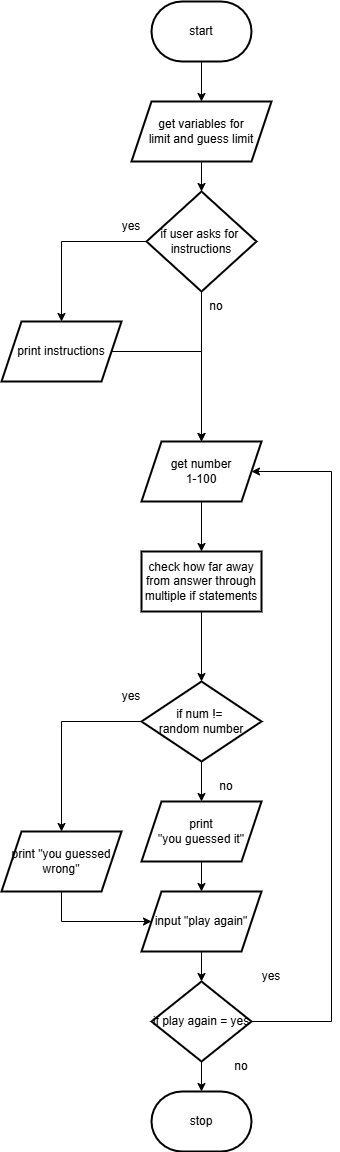 start
get variables for
limit and guess limit
yes
if user asks for
instructions
no
print instructions
get number
1-100
check how far away
from answer through
multiple if statements
yes
if num !=
random number
no
print
"you guessed it"
print "you guessed
wrong"
input "play again"
yes
if play again = yes
no
stop